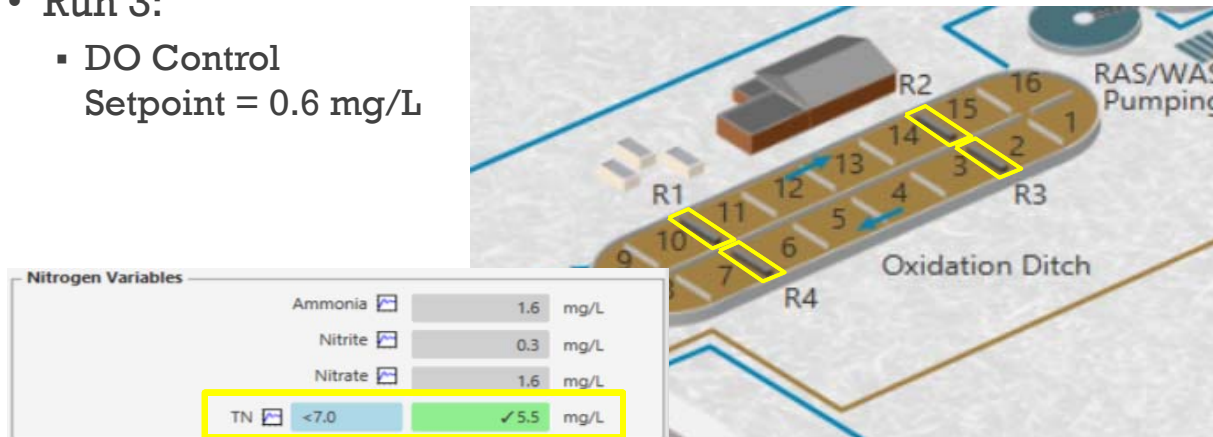 • Run 3:
▪ DO Control
Setpoint = 0.6 mg/L
RAS/WAS
Pumping
R2
16
15
1
14
2
13
3
R3
12
4
R1
11
5
10
6
Oxidation Ditch
9
7
R4
8
Nitrogen Variables
Ammonia 1.6 mg/L
Nitrite 0.3 mg/L
Nitrate 1.6 mg/L
TN <7.0 ✓5.5 mg/L